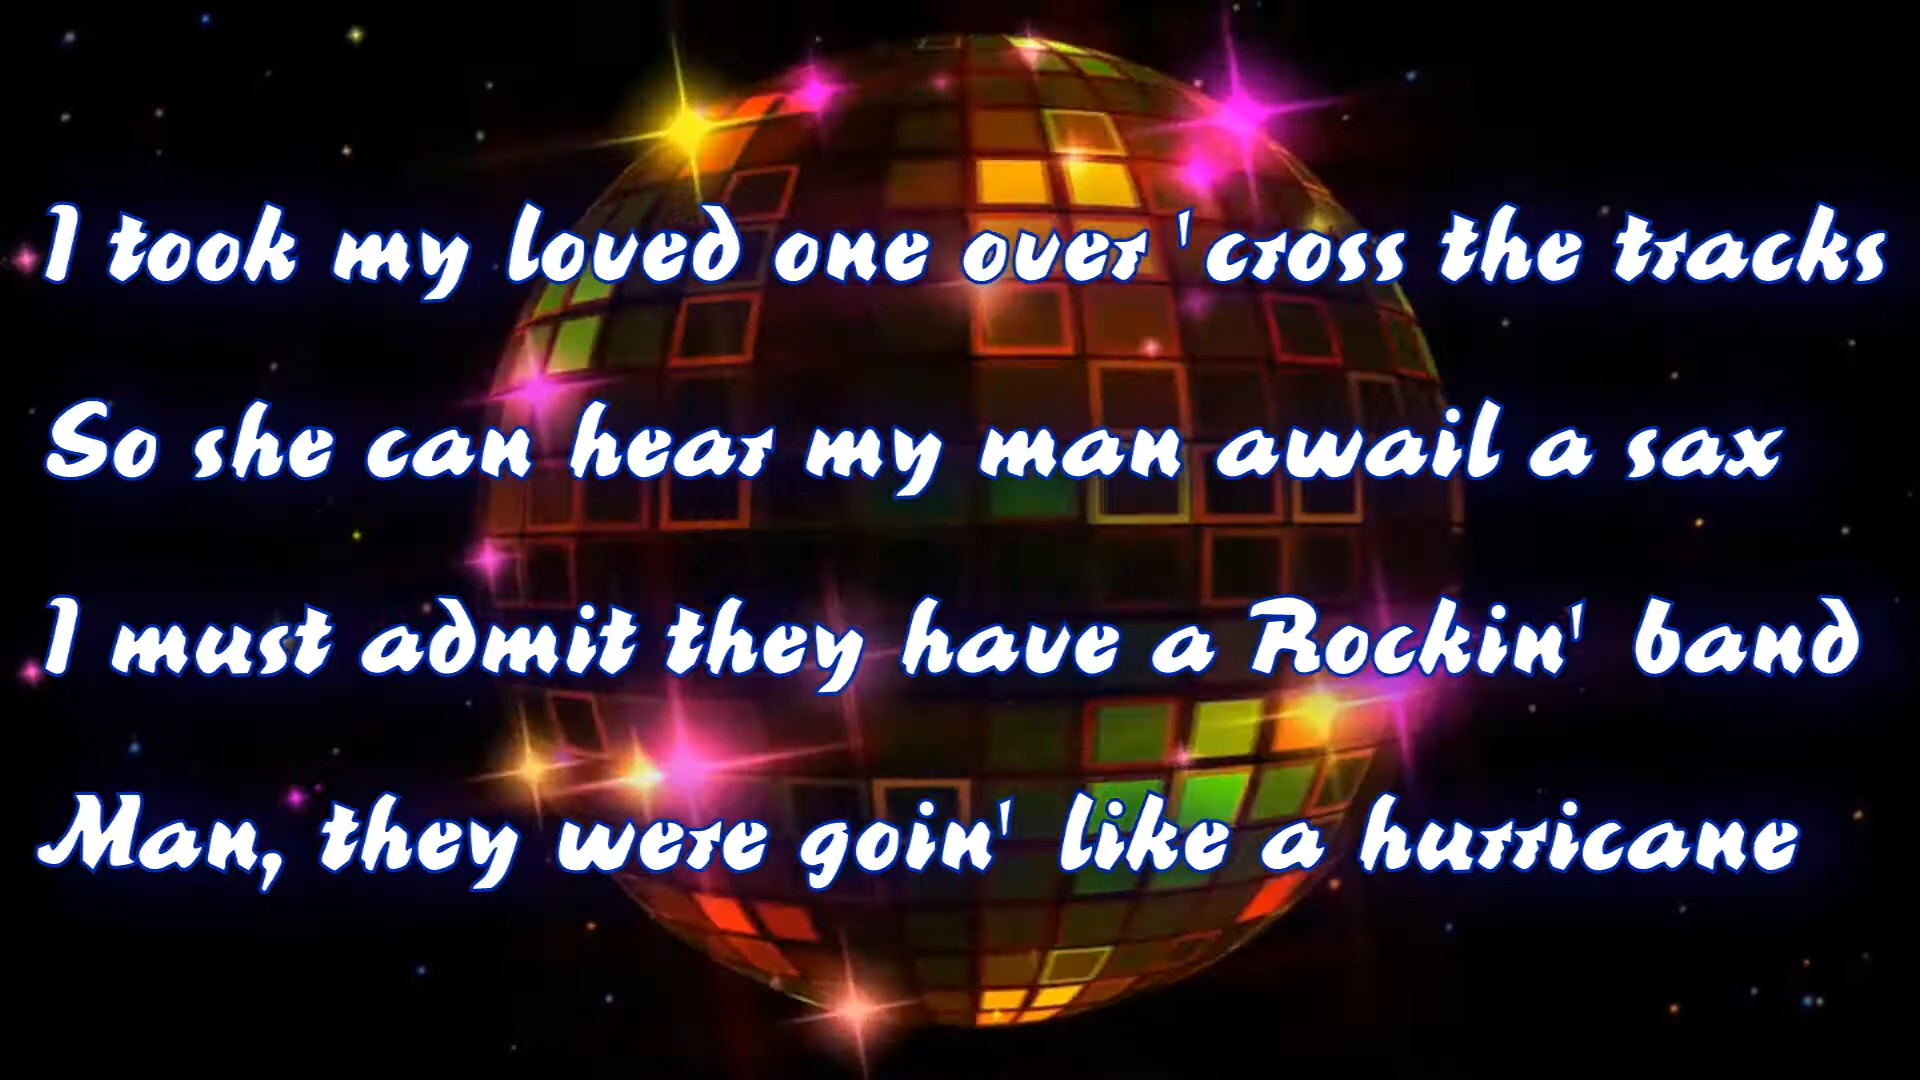 I took my loved one over 'cross the tracks
So she can hear my man awail a sax
I must admit they have a Rockin' band
Man, they were goin' like a hurricane